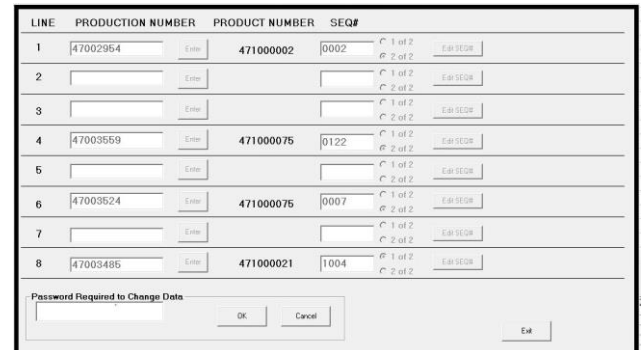 LINE PRODUCTION NUMBER PRODUCT NUMBER SEQ#
1 47002954 Enter 471000002 0002 1 of 2 Edit SEQ#
2 of 2
2 Enter 1 of 2 Edit SEQ#
2 of 2
3 Enter 1 of 2 Edit SEQ#
2 of 2
4 47003559 Enter 471000075 0122 1 of 2 Edit SEQ#
2 of 2
5 Enter 1 of 2 Edit SEQ#
2 of 2
6 47003524 Enter 471000075 0007 1 of 2 Edit SEQ#
2 of 2
7 Enter 1 of 2 Edit SEQ#
2 of 2
8 47003485 Enter 471000021 1004 1 of 2 Edit SEQ#
2 of 2
Password Required to Change Data
OK Cancel
Exit